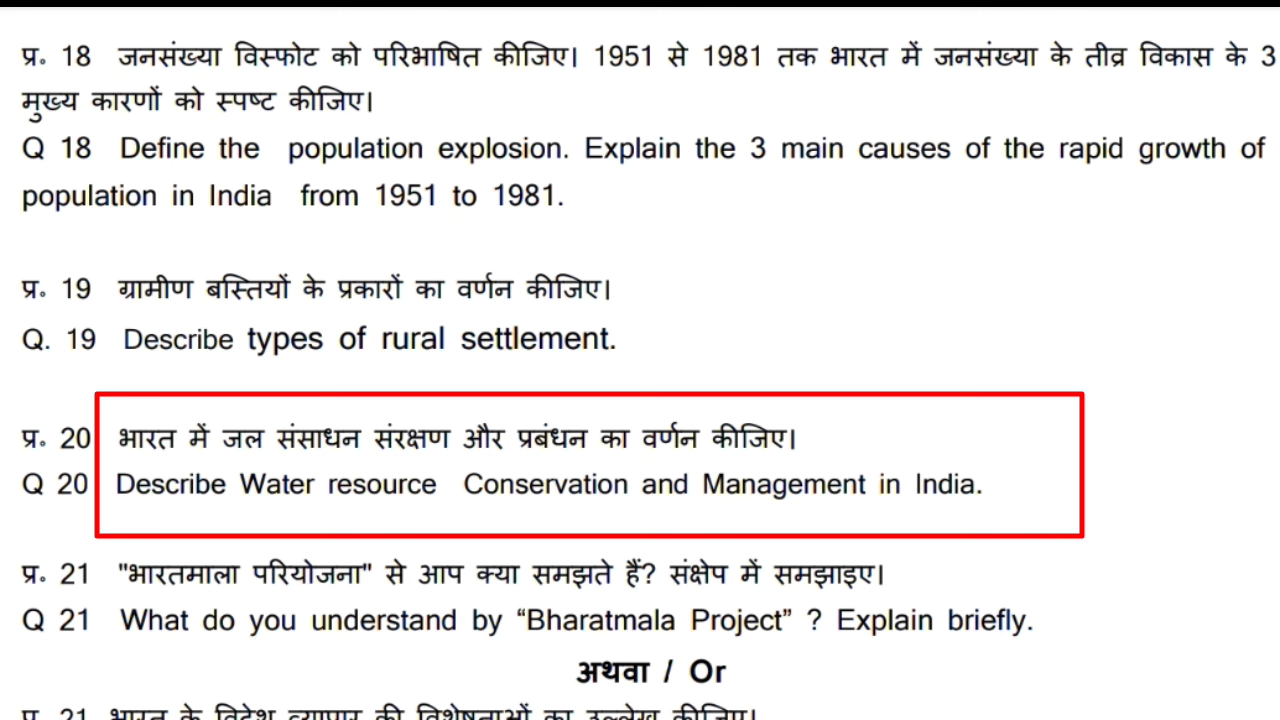 प्र॰ 18 जनसंख्या विस्फोट को परिभाषित कीजिए। 1951 से 1981 तक भारत में जनसंख्या के तीव्र विकास के 3
मुख्य कारणों को स्पष्ट कीजिए।
Q 18 Define the population explosion. Explain the 3 main causes of the rapid growth of
population in India from 1951 to 1981.
प्र॰ 19 ग्रामीण बस्तियों के प्रकारों का वर्णन कीजिए।
Q. 19 Describe types of rural settlement.
प्र॰ 20 भारत में जल संसाधन संरक्षण और प्रबंधन का वर्णन कीजिए।
Q 20 Describe Water resource Conservation and Management in India.
प्र॰ 21 "भारतमाला परियोजना" से आप क्या समझते हैं? संक्षेप में समझाइए।
Q 21 What do you understand by “Bharatmala Project” ? Explain briefly.
अथवा / Or
प्र॰ 21 भारत के विदेश व्यापार की विशेषताओं का उल्लेख कीजिए।